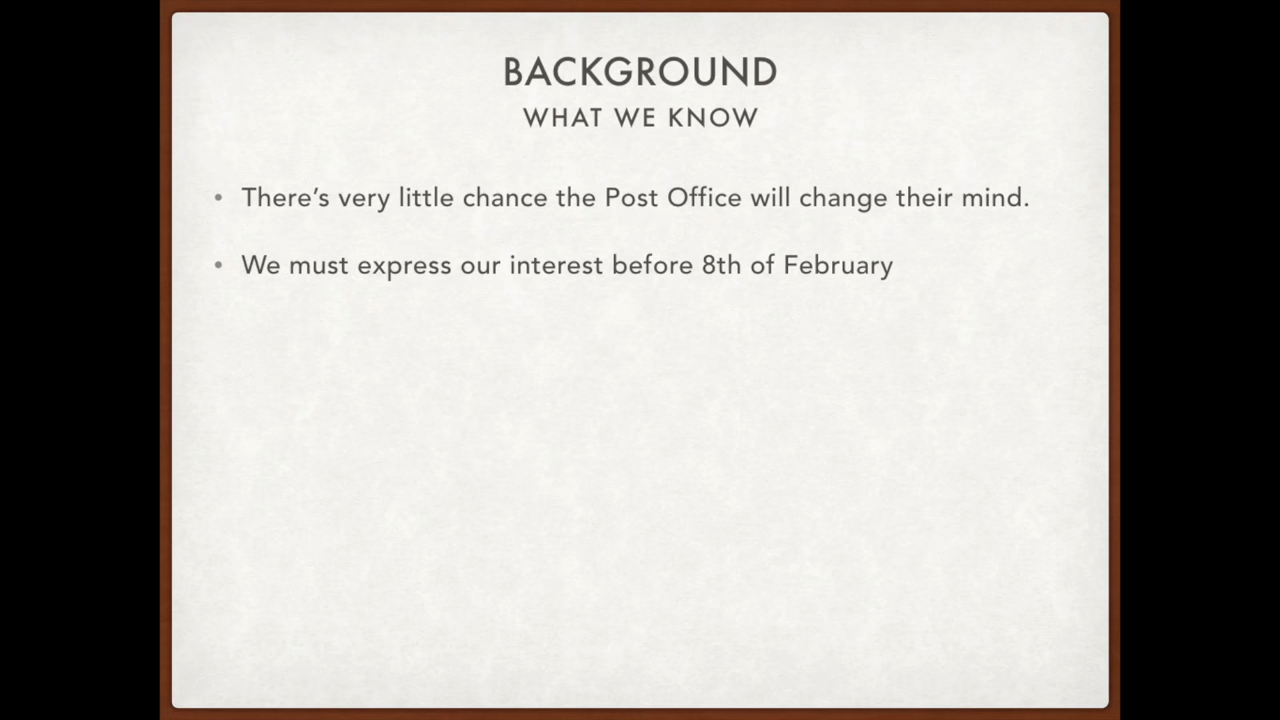 BACKGROUND
WHAT WE KNOW
• There’s very little chance the Post Office will change their mind.
• We must express our interest before 8th of February